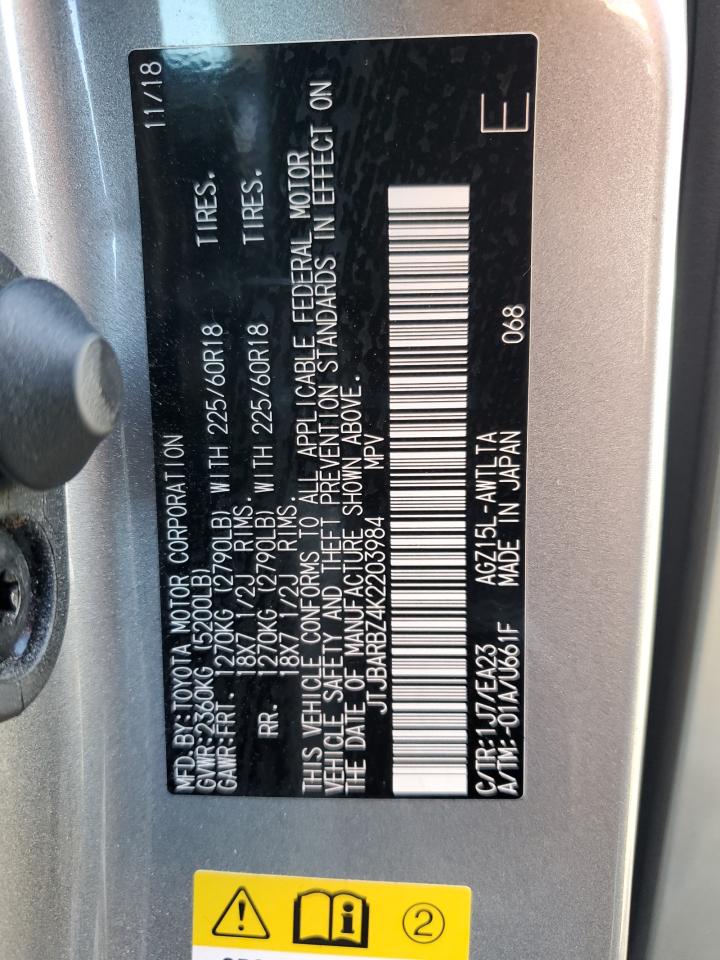 11/18
MFD.BY:TOYOTA MOTOR CORPORATION
GVWR:2360KG (5200LB)
GAWR:FRT. 1270KG (2790LB) WITH 225/60R18 TIRES.
18X7 1/2J RIMS.
RR. 1270KG (2790LB) WITH 225/60R18 TIRES.
18X7 1/2J RIMS.
THIS VEHICLE CONFORMS TO ALL APPLICABLE FEDERAL MOTOR
VEHICLE SAFETY AND THEFT PREVENTION STANDARDS IN EFFECT ON
THE DATE OF MANUFACTURE SHOWN ABOVE.
JTJBARBZ4K2203984 MPV
C/TR:1J7/EA23 AGZ15L-AWTLTA
A/TM:-01A/U661F MADE IN JAPAN 068
E
2